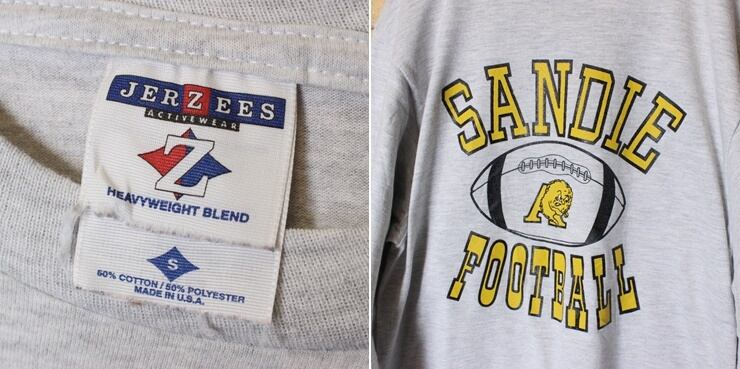 JERZEES
ACTIVEWEAR
Z
HEAVYWEIGHT BLEND
S
50% COTTON / 50% POLYESTER
MADE IN U.S.A.
SANDIE
A
FOOTBALL